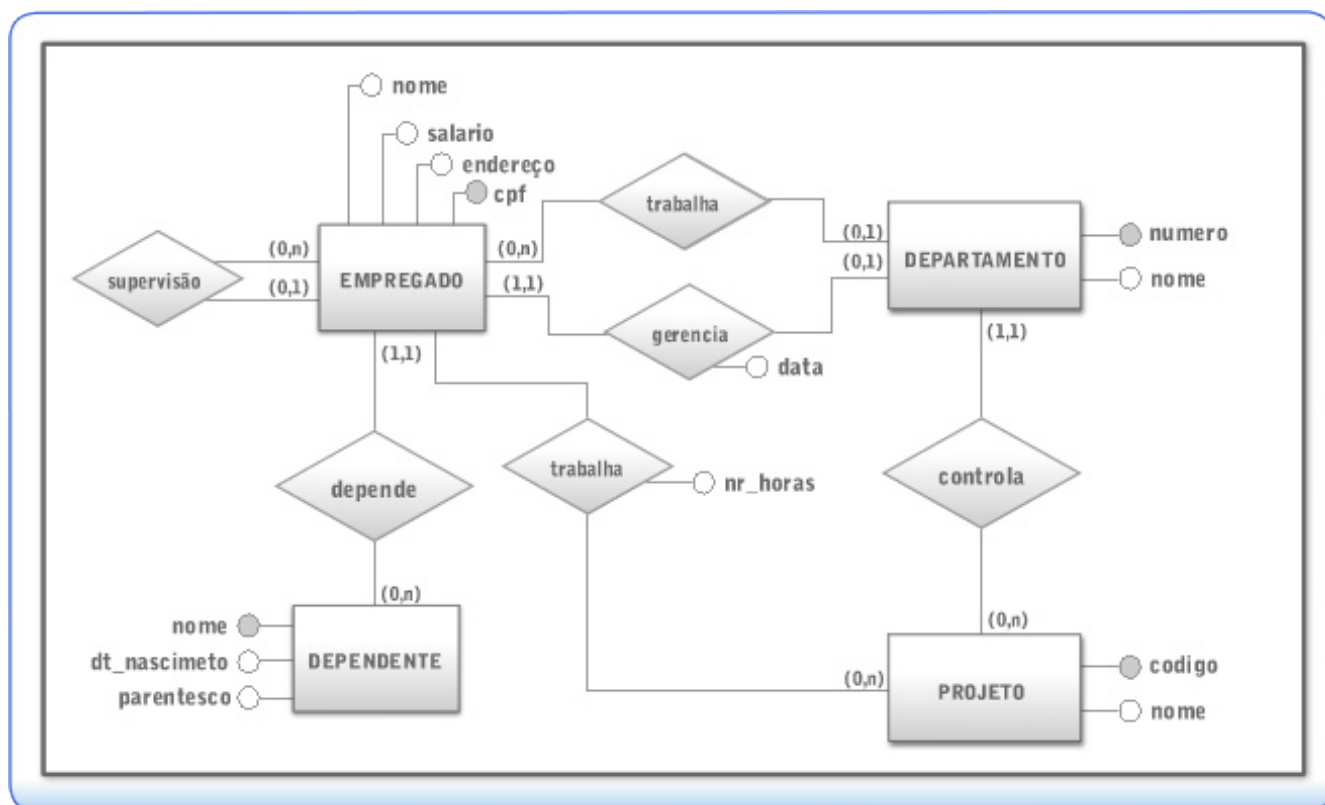 nome
salario
endereço
cpf
trabalha
(0,n)
(0,n)
(0,1)
numero
supervisão
EMPREGADO
DEPARTAMENTO
(0,1)
(1,1)
(0,1)
nome
gerencia
(1,1)
(1,1)
data
trabalha
nr_horas
controla
depende
(0,n)
(0,n)
nome
dt_nascimeto
DEPENDENTE
parentesco
codigo
(0,n)
PROJETO
nome